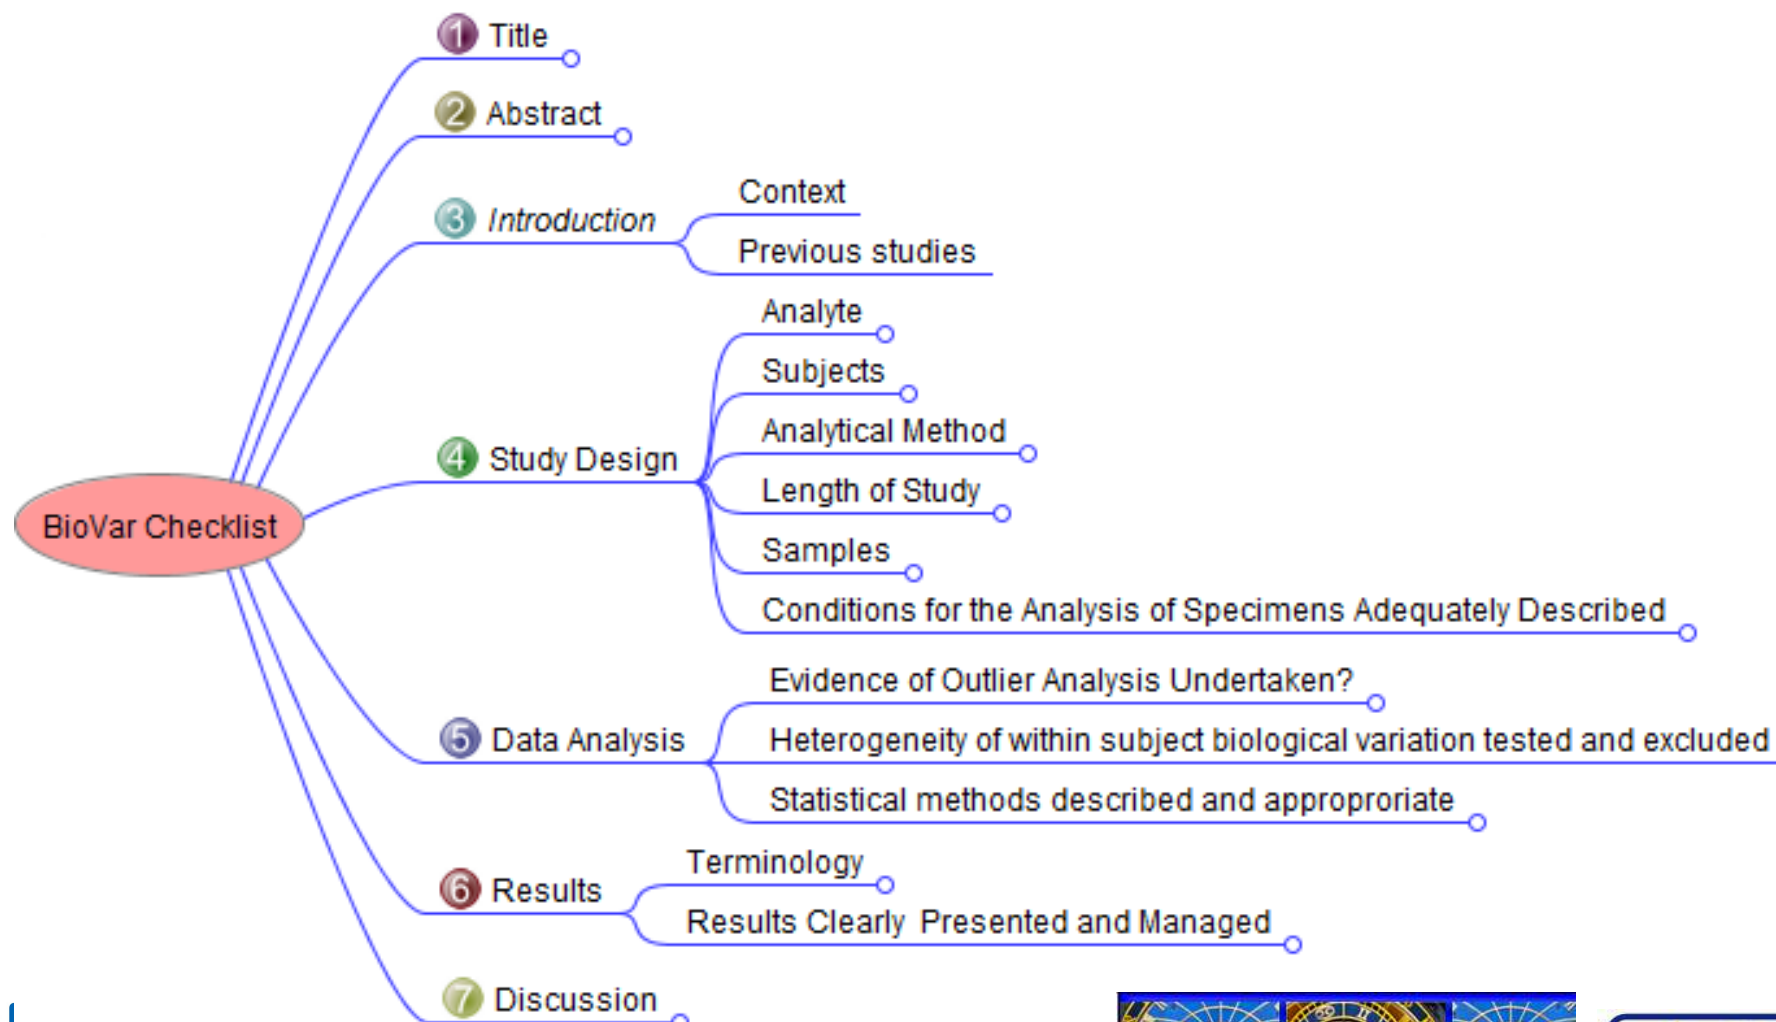 1 Title
2 Abstract
3 Introduction
Context
Previous studies
4 Study Design
Analyte
Subjects
Analytical Method
Length of Study
Samples
Conditions for the Analysis of Specimens Adequately Described
BioVar Checklist
5 Data Analysis
Evidence of Outlier Analysis Undertaken?
Heterogeneity of within subject biological variation tested and excluded
Statistical methods described and approproriate
6 Results
Terminology
Results Clearly  Presented and Managed
7 Discussion